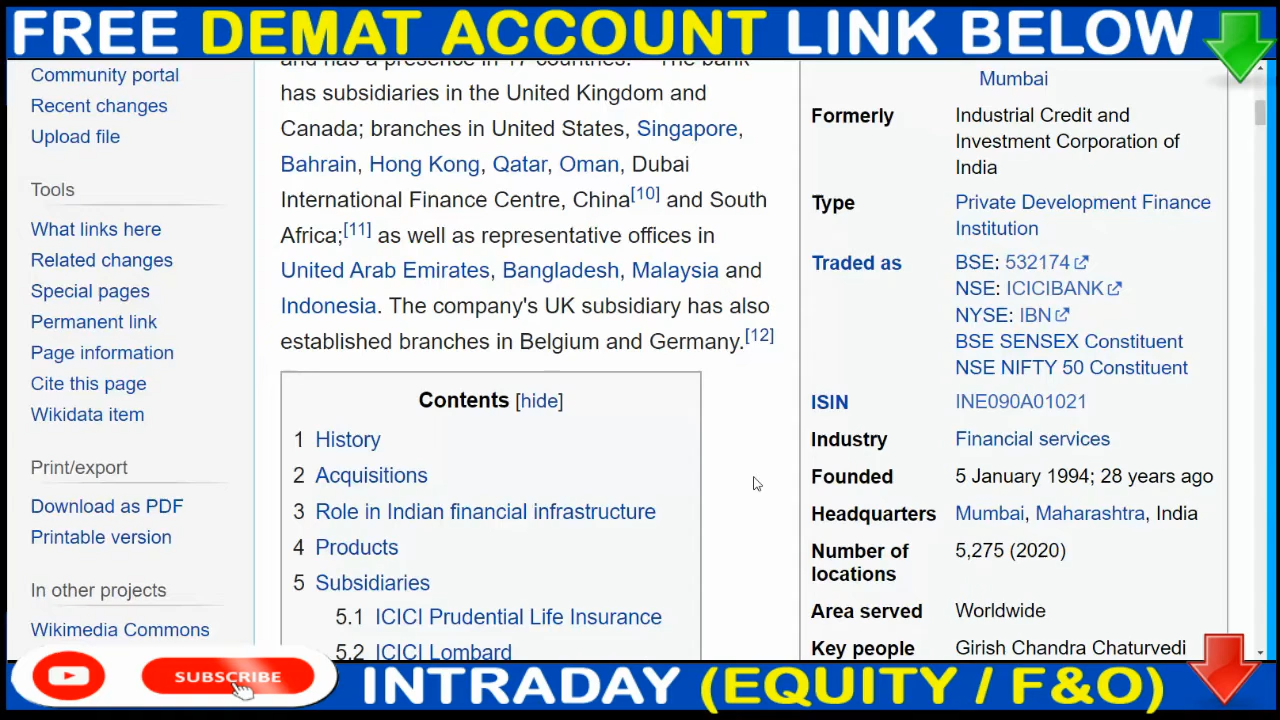 FREE DEMAT ACCOUNT LINK BELOW
Community portal
Recent changes
Upload file
Tools
What links here
Related changes
Special pages
Permanent link
Page information
Cite this page
Wikidata item
Print/export
Download as PDF
Printable version
In other projects
Wikimedia Commons
and has a presence in 17 countries. The bank
has subsidiaries in the United Kingdom and
Canada; branches in United States, Singapore,
Bahrain, Hong Kong, Qatar, Oman, Dubai
International Finance Centre, China[10] and South
Africa;[11] as well as representative offices in
United Arab Emirates, Bangladesh, Malaysia and
Indonesia. The company's UK subsidiary has also
established branches in Belgium and Germany.[12]
Contents [hide]
1 History
2 Acquisitions
3 Role in Indian financial infrastructure
4 Products
5 Subsidiaries
5.1 ICICI Prudential Life Insurance
5.2 ICICI Lombard
Mumbai
Formerly Industrial Credit and
Investment Corporation of
India
Type Private Development Finance
Institution
Traded as BSE: 532174
NSE: ICICIBANK
NYSE: IBN
BSE SENSEX Constituent
NSE NIFTY 50 Constituent
ISIN INE090A01021
Industry Financial services
Founded 5 January 1994; 28 years ago
Headquarters Mumbai, Maharashtra, India
Number of 5,275 (2020)
locations
Area served Worldwide
Key people Girish Chandra Chaturvedi
SUBSCRIBE
INTRADAY (EQUITY / F&O)